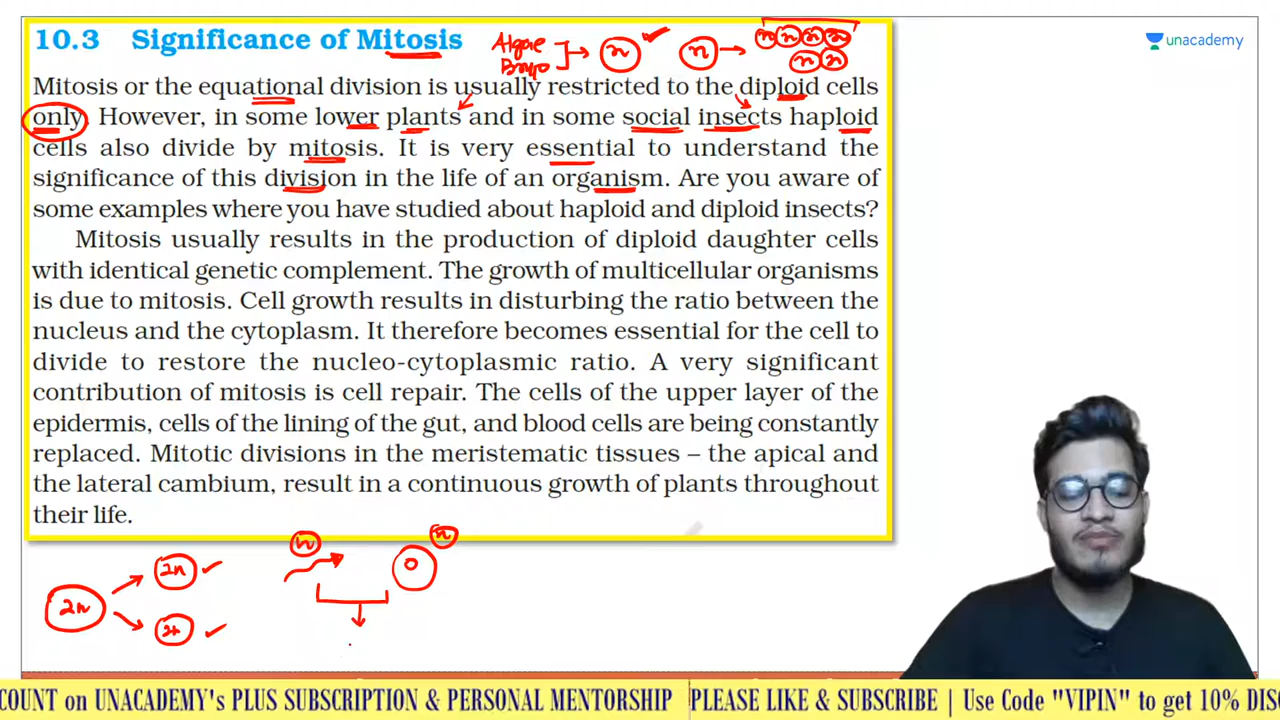 10.3 Significance of Mitosis
Algae
n
n
n n n n
n n
unacademy
Mitosis or the equational division is usually restricted to the diploid cells
only. However, in some lower plants and in some social insects haploid
cells also divide by mitosis. It is very essential to understand the
significance of this division in the life of an organism. Are you aware of
some examples where you have studied about haploid and diploid insects?
Mitosis usually results in the production of diploid daughter cells
with identical genetic complement. The growth of multicellular organisms
is due to mitosis. Cell growth results in disturbing the ratio between the
nucleus and the cytoplasm. It therefore becomes essential for the cell to
divide to restore the nucleo-cytoplasmic ratio. A very significant
contribution of mitosis is cell repair. The cells of the upper layer of the
epidermis, cells of the lining of the gut, and blood cells are being constantly
replaced. Mitotic divisions in the meristematic tissues – the apical and
the lateral cambium, result in a continuous growth of plants throughout
their life.
n
n
2n
2n
2n
COUNT on UNACADEMY's PLUS SUBSCRIPTION & PERSONAL MENTORSHIP PLEASE LIKE & SUBSCRIBE | Use Code "VIPIN" to get 10% DIS